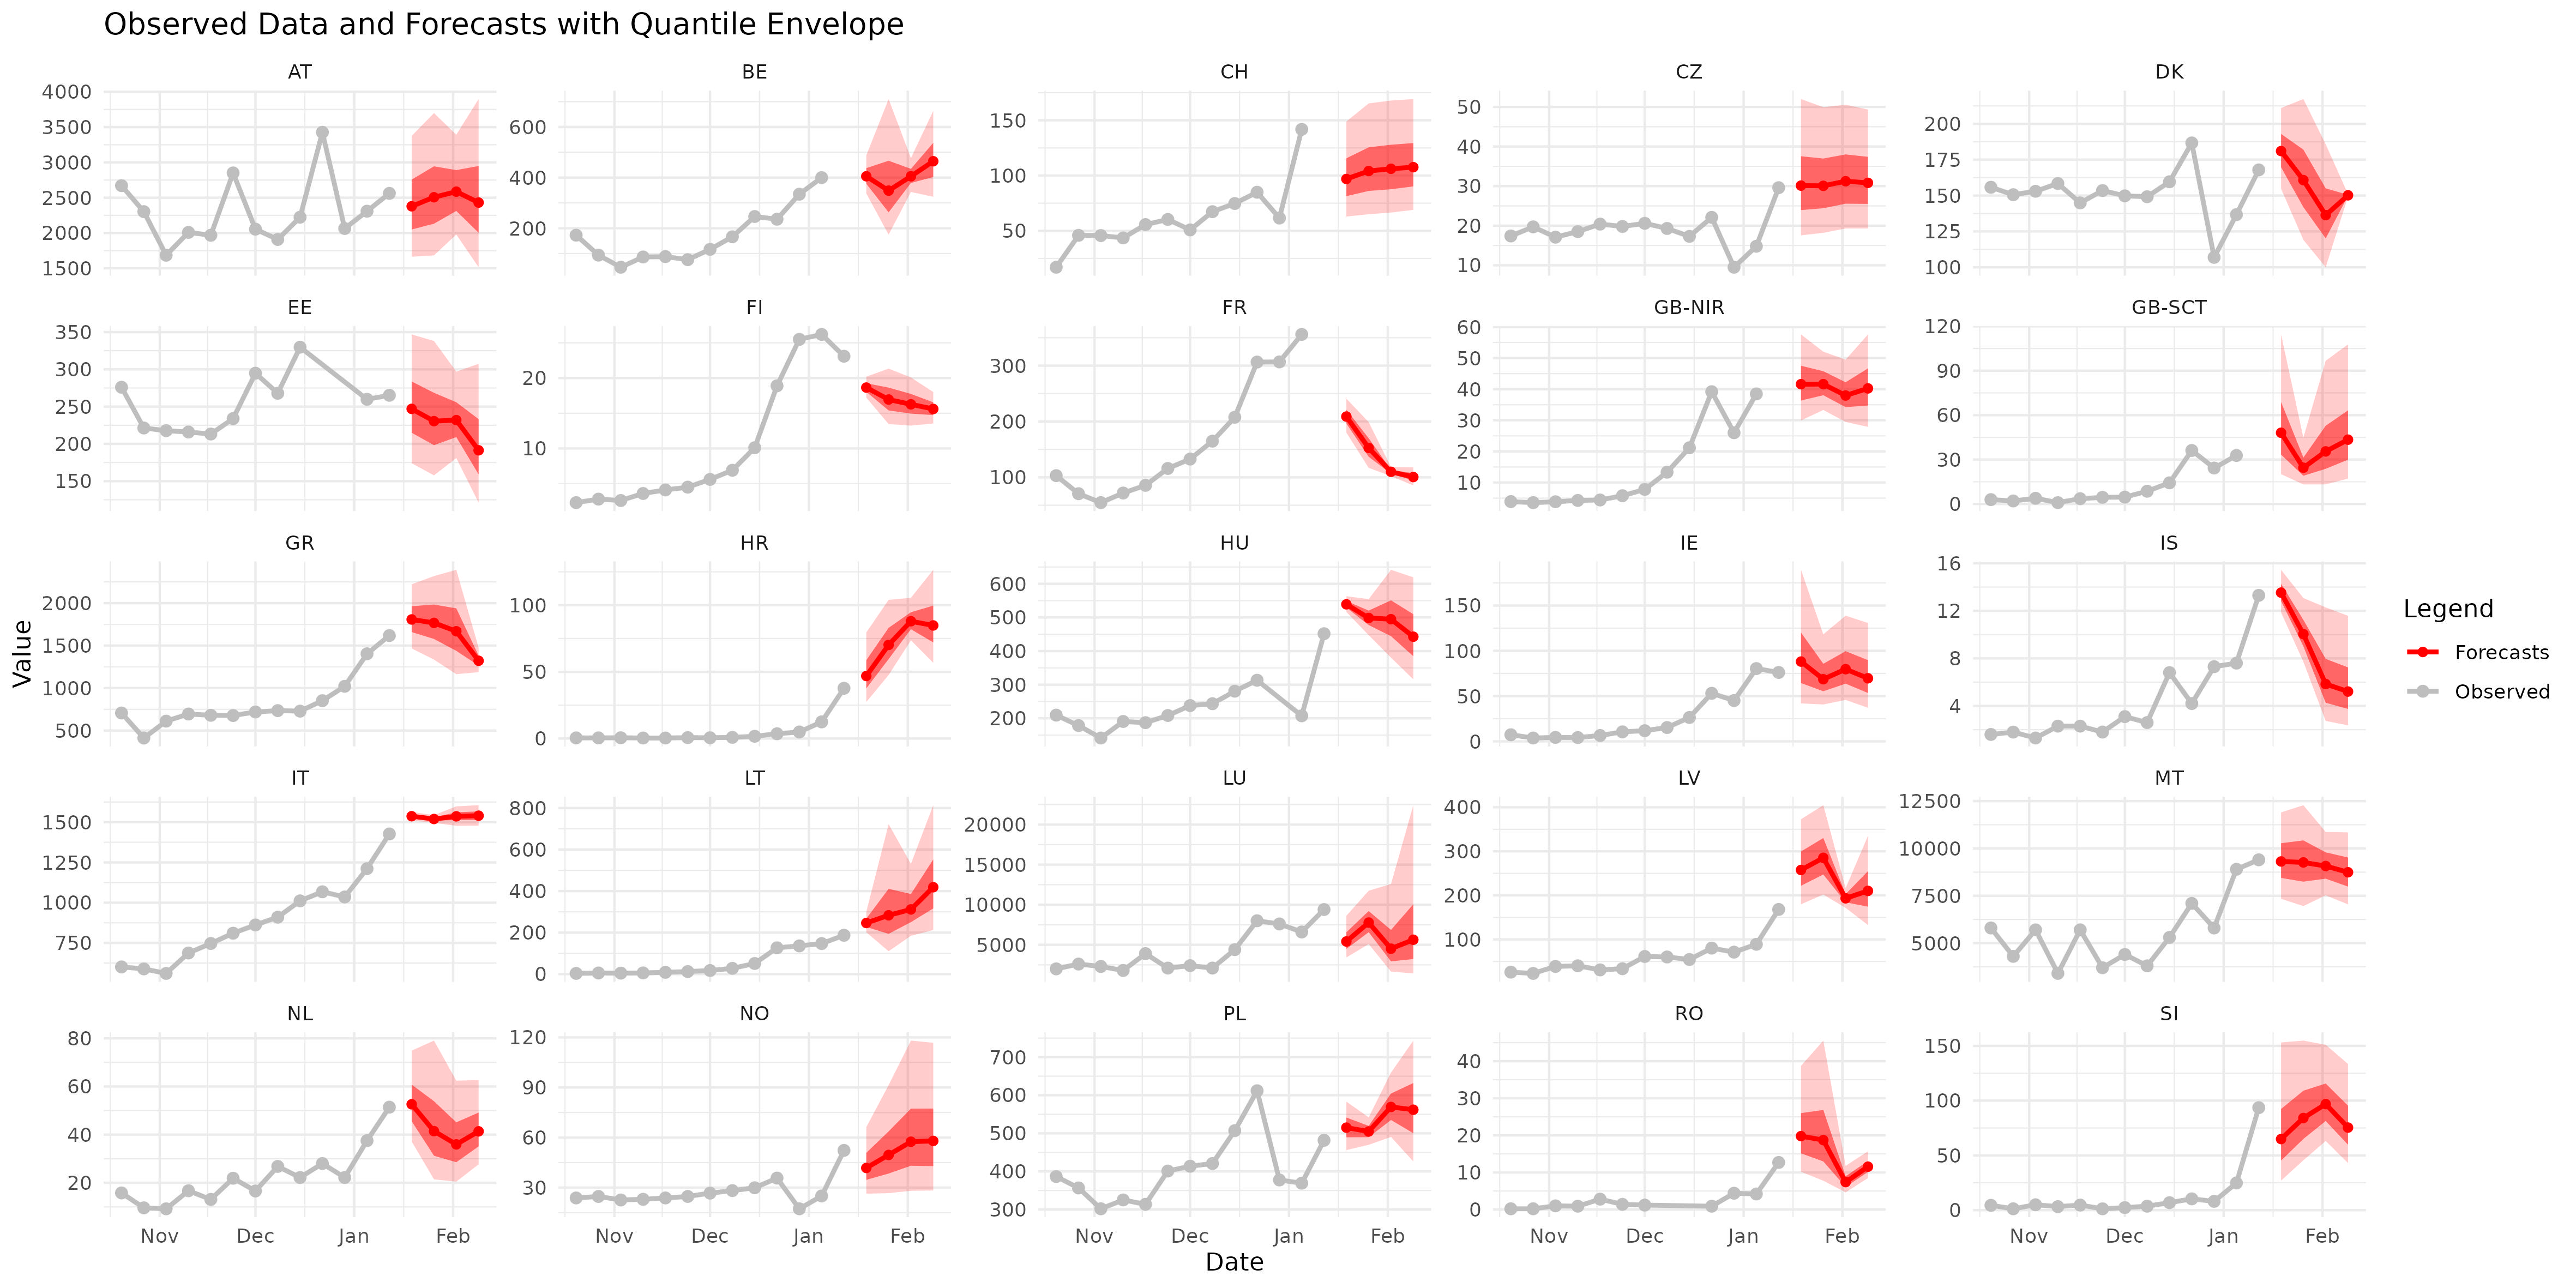 Observed Data and Forecasts with Quantile Envelope
AT BE CH CZ DK
4000 3500 3000 2500 2000 1500
600 400 200
150 100 50
50 40 30 20 10
200 175 150 125 100
EE FI FR GB-NIR GB-SCT
350 300 250 200 150
20 10
300 200 100
60 50 40 30 20 10
120 90 60 30 0
GR HR HU IE IS
2000 1500 1000 500
100 50 0
600 500 400 300 200
150 100 50 0
16 12 8 4
IT LT LU LV MT
1500 1250 1000 750
800 600 400 200 0
20000 15000 10000 5000
400 300 200 100
12500 10000 7500 5000
NL NO PL RO SI
80 60 40 20
120 90 60 30
700 600 500 400 300
40 30 20 10 0
150 100 50 0
Nov Dec Jan Feb Nov Dec Jan Feb Nov Dec Jan Feb Nov Dec Jan Feb Nov Dec Jan Feb
Date
Value
Legend
Forecasts
Observed